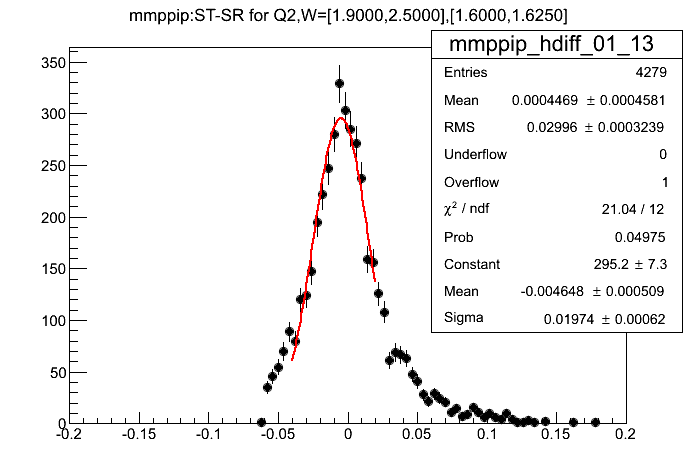 mmppip:ST-SR for Q2,W=[1.9000,2.5000],[1.6000,1.6250]
mmppip_hdiff_01_13
Entries 4279
Mean 0.0004469 ± 0.0004581
RMS 0.02996 ± 0.0003239
Underflow 0
Overflow 1
χ² / ndf 21.04 / 12
Prob 0.04975
Constant 295.2 ± 7.3
Mean -0.004648 ± 0.000509
Sigma 0.01974 ± 0.00062
350
300
250
200
150
100
50
0
-0.2 -0.15 -0.1 -0.05 0 0.05 0.1 0.15 0.2